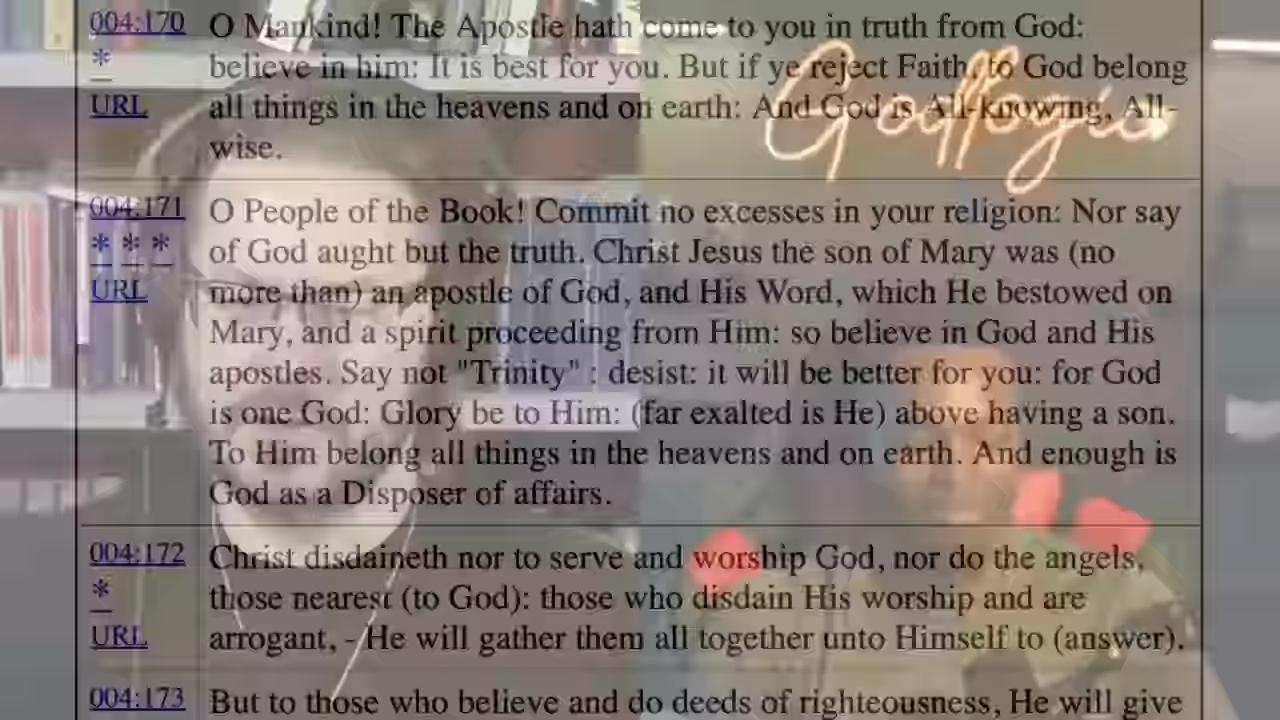 004:170 O Mankind! The Apostle hath come to you in truth from God:
* believe in him: It is best for you. But if ye reject Faith, to God belong
URL all things in the heavens and on earth: And God is All-knowing, All-
wise.
Godlogic
004:171 O People of the Book! Commit no excesses in your religion: Nor say
* * * of God aught but the truth. Christ Jesus the son of Mary was (no
URL more than) an apostle of God, and His Word, which He bestowed on
Mary, and a spirit proceeding from Him: so believe in God and His
apostles. Say not "Trinity" : desist: it will be better for you: for God
is one God: Glory be to Him: (far exalted is He) above having a son.
To Him belong all things in the heavens and on earth. And enough is
God as a Disposer of affairs.
004:172 Christ disdaineth nor to serve and worship God, nor do the angels,
* those nearest (to God): those who disdain His worship and are
URL arrogant, - He will gather them all together unto Himself to (answer).
004:173 But to those who believe and do deeds of righteousness, He will give